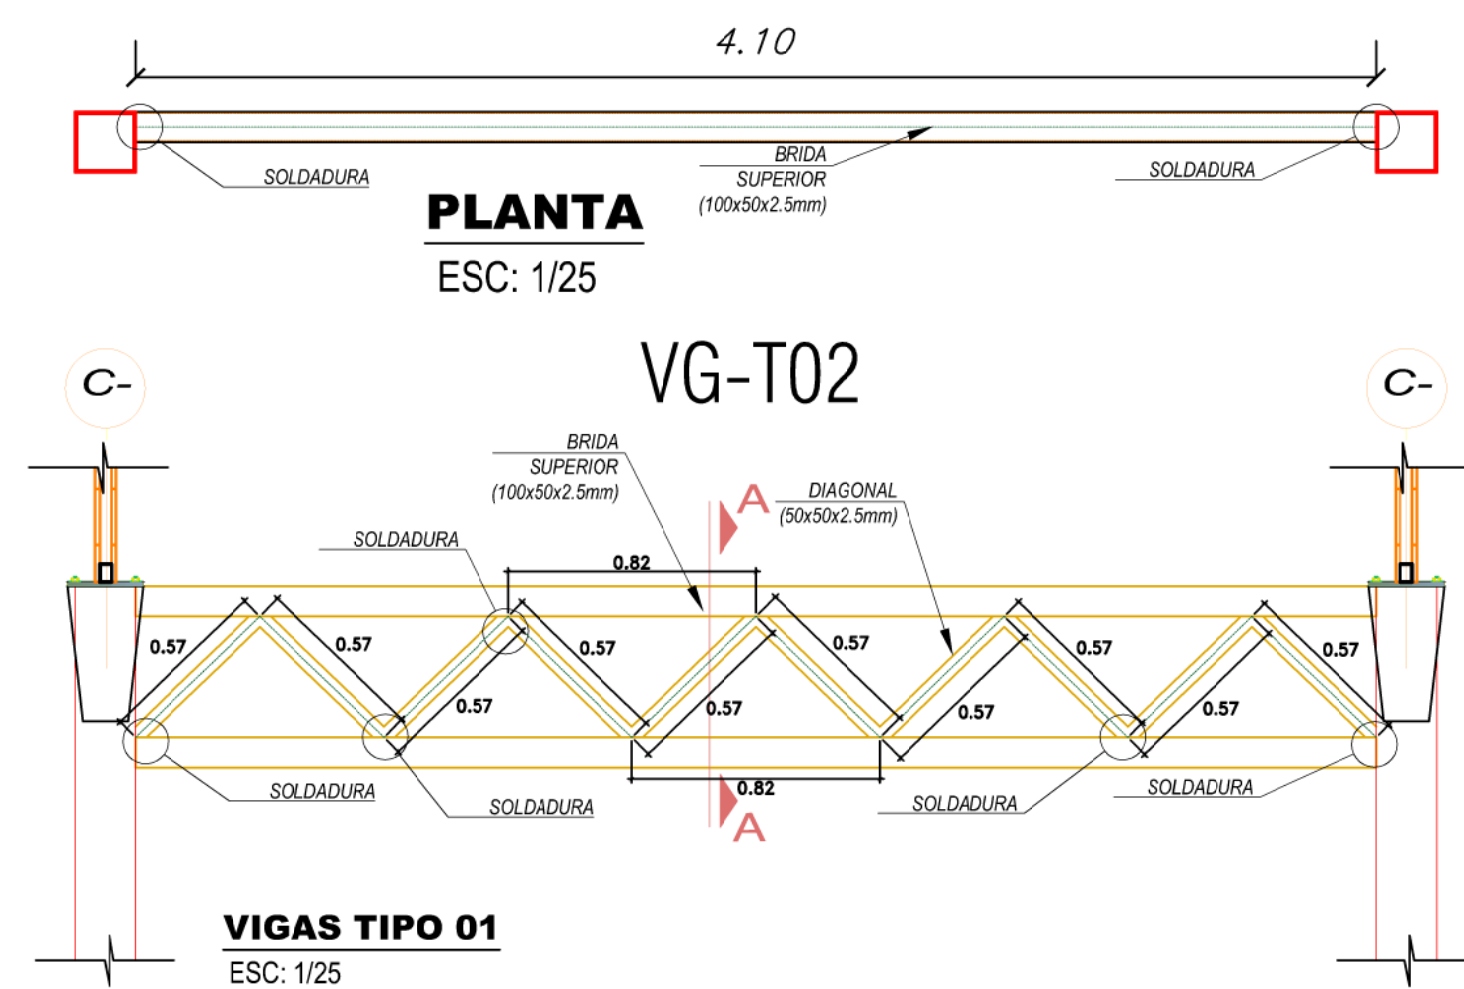 4.10
SOLDADURA
BRIDA
SUPERIOR
(100x50x2.5mm)
SOLDADURA
PLANTA
ESC: 1/25
VG-T02
C-
C-
BRIDA
SUPERIOR
(100x50x2.5mm)
A
DIAGONAL
(50x50x2.5mm)
SOLDADURA
0.82
0.57
0.57
0.57
0.57
0.57
0.57
0.57
0.57
0.57
0.57
0.82
SOLDADURA
SOLDADURA
SOLDADURA
SOLDADURA
A
VIGAS TIPO 01
ESC: 1/25